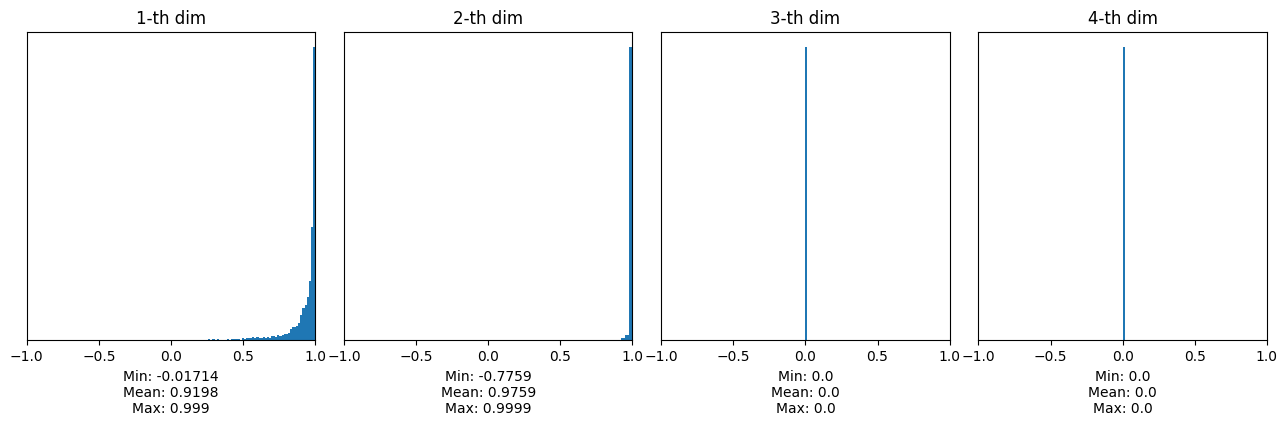 1-th dim
2-th dim
3-th dim
4-th dim
−1.0 −0.5 0.0 0.5 1.0
−1.0 −0.5 0.0 0.5 1.0
−1.0 −0.5 0.0 0.5 1.0
−1.0 −0.5 0.0 0.5 1.0
Min: -0.01714
Mean: 0.9198
Max: 0.999
Min: -0.7759
Mean: 0.9759
Max: 0.9999
Min: 0.0
Mean: 0.0
Max: 0.0
Min: 0.0
Mean: 0.0
Max: 0.0